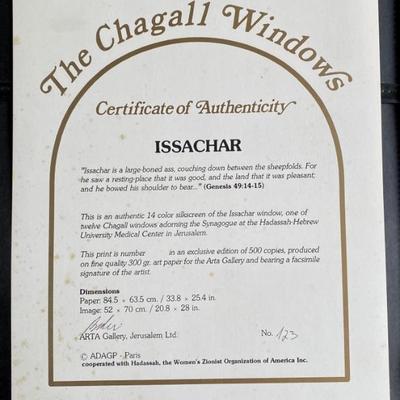 The Chagall Windows
Certificate of Authenticity
ISSACHAR
"Issachar is a large-boned ass, couching down between the sheepfolds. For
he saw a resting-place that it was good, and the land that it was pleasant;
and he bowed his shoulder to bear..." (Genesis 49:14-15)
This is an authentic 14 color silkscreen of the Issachar window, one of
twelve Chagall windows adorning the Synagogue at the Hadassah-Hebrew
University Medical Center in Jerusalem.
This print is number in an exclusive edition of 500 copies, produced
on fine quality 300 gr. art paper for the Arta Gallery and bearing a facsimile
signature of the artist.
Dimensions
Paper: 84.5 × 63.5 cm. / 33.8 × 25.4 in.
Image: 52 × 70 cm. / 20.8 × 28 in.
ARTA Gallery, Jerusalem Ltd.
No. 123
© ADAGP - Paris
cooperated with Hadassah, the Women's Zionist Organization of America Inc.